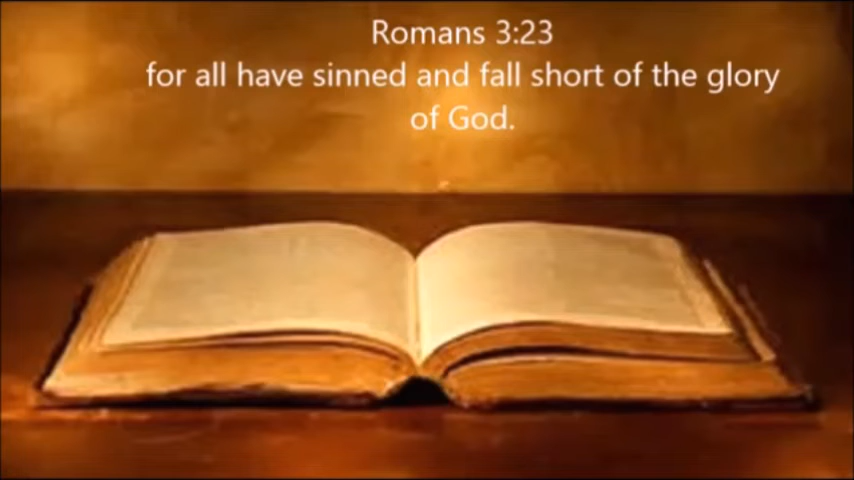 Romans 3:23
for all have sinned and fall short of the glory
of God.